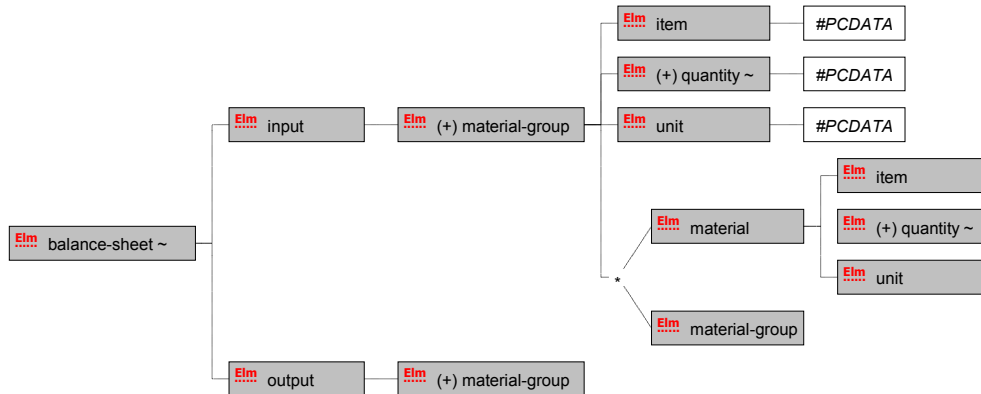 Elm item #PCDATA
Elm (+) quantity ~ #PCDATA
Elm input Elm (+) material-group Elm unit #PCDATA
Elm item
Elm balance-sheet ~ Elm material Elm (+) quantity ~
*
Elm unit
Elm material-group
Elm output Elm (+) material-group